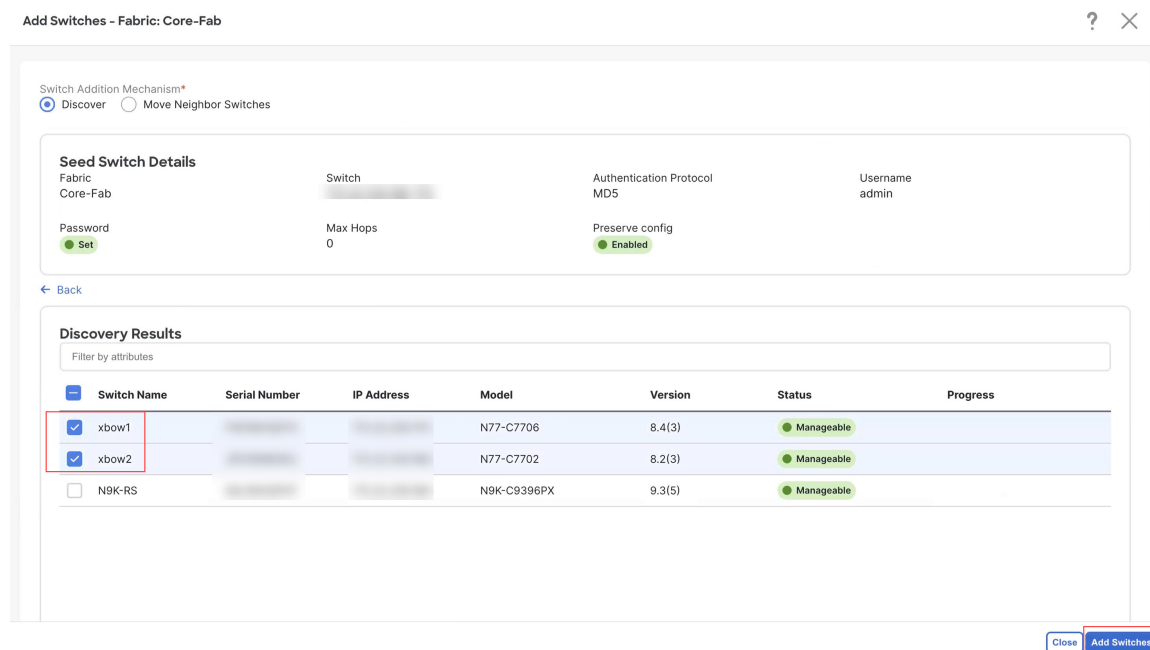 Add Switches - Fabric: Core-Fab ?
Switch Addition Mechanism*
Discover Move Neighbor Switches
Seed Switch Details
Fabric Switch Authentication Protocol Username
Core-Fab MD5 admin
Password Max Hops Preserve config
Set 0 Enabled
Back
Discovery Results
Filter by attributes
Switch Name Serial Number IP Address Model Version Status Progress
xbow1 N77-C7706 8.4(3) Manageable
xbow2 N77-C7702 8.2(3) Manageable
N9K-RS N9K-C9396PX 9.3(5) Manageable
Close Add Switches